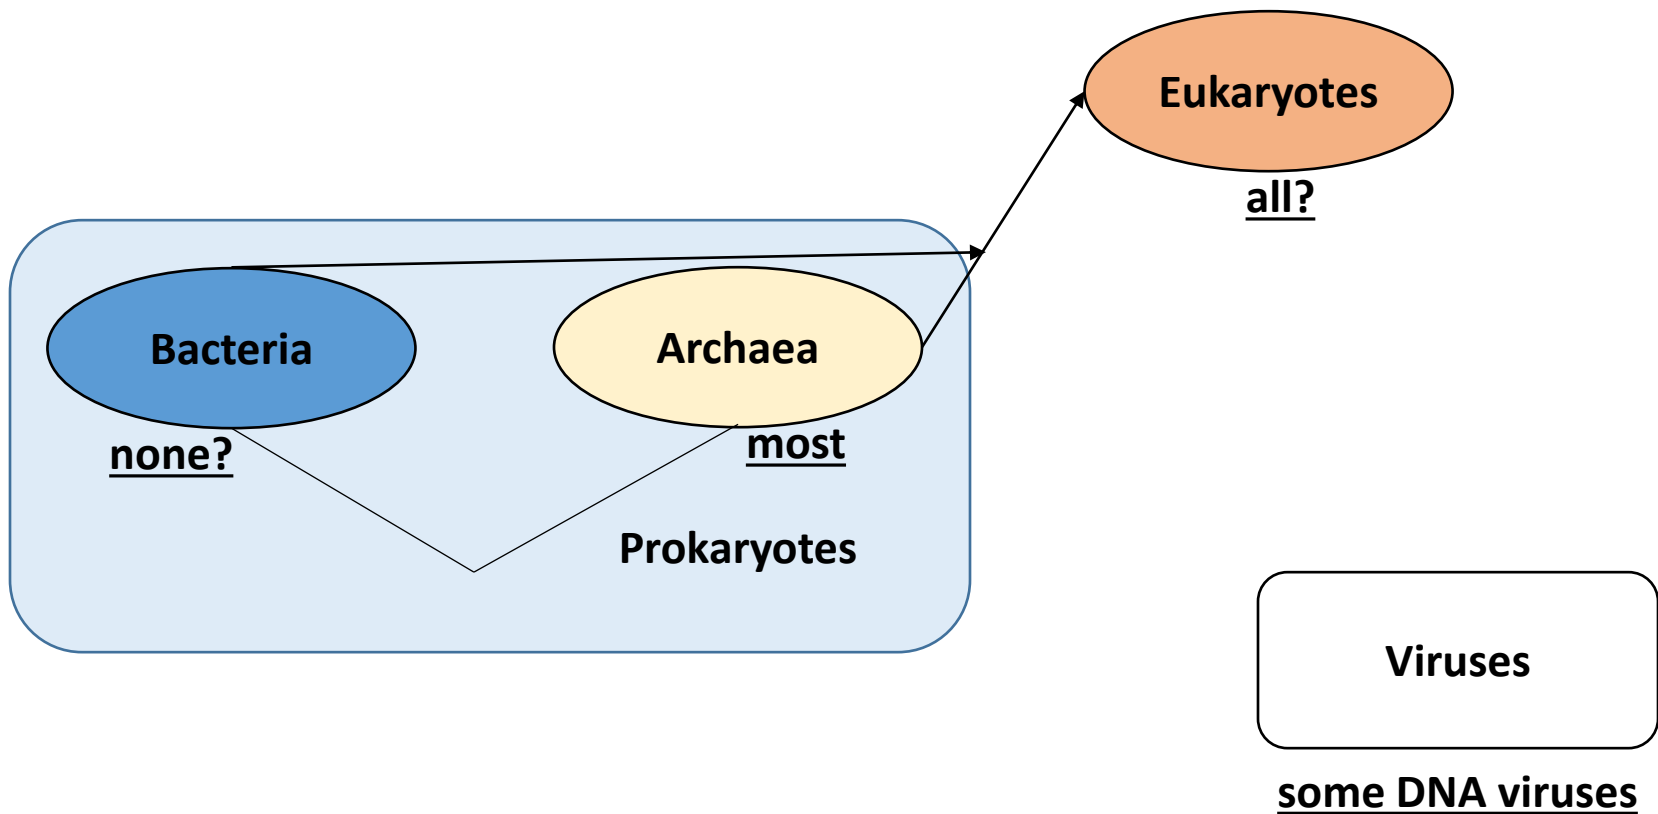 Eukaryotes
all?
Bacteria
Archaea
none?
most
Prokaryotes
Viruses
some DNA viruses